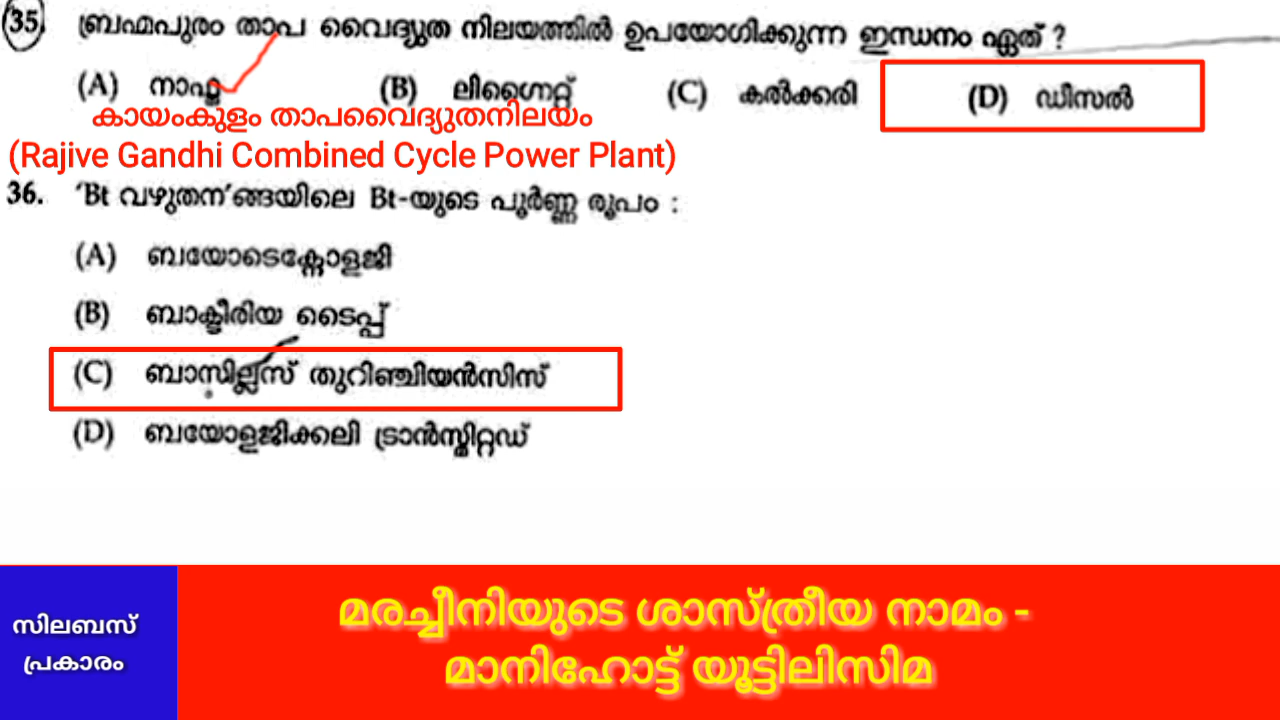 35. ബ്രഹ്മപുരം താപ വൈദ്യുത നിലയത്തിൽ ഉപയോഗിക്കുന്ന ഇന്ധനം ഏത് ?
(A) നാഫ്ത (B) ലിഗ്നൈറ്റ് (C) കൽക്കരി (D) ഡീസൽ
കായംകുളം താപവൈദ്യുതനിലയം
(Rajive Gandhi Combined Cycle Power Plant)
36. 'Bt വഴുതന'ങ്ങയിലെ Bt-യുടെ പൂർണ്ണ രൂപം :
(A) ബയോടെക്നോളജി
(B) ബാക്ടീരിയ ടൈപ്പ്
(C) ബാസില്ലസ് തുറിഞ്ചിയൻസിസ്
(D) ബയോളജിക്കലി ട്രാൻസ്മിറ്റഡ്
സിലബസ്
പ്രകാരം
മരച്ചീനിയുടെ ശാസ്ത്രീയ നാമം -
മാനിഹോട്ട് യൂട്ടിലിസിമ